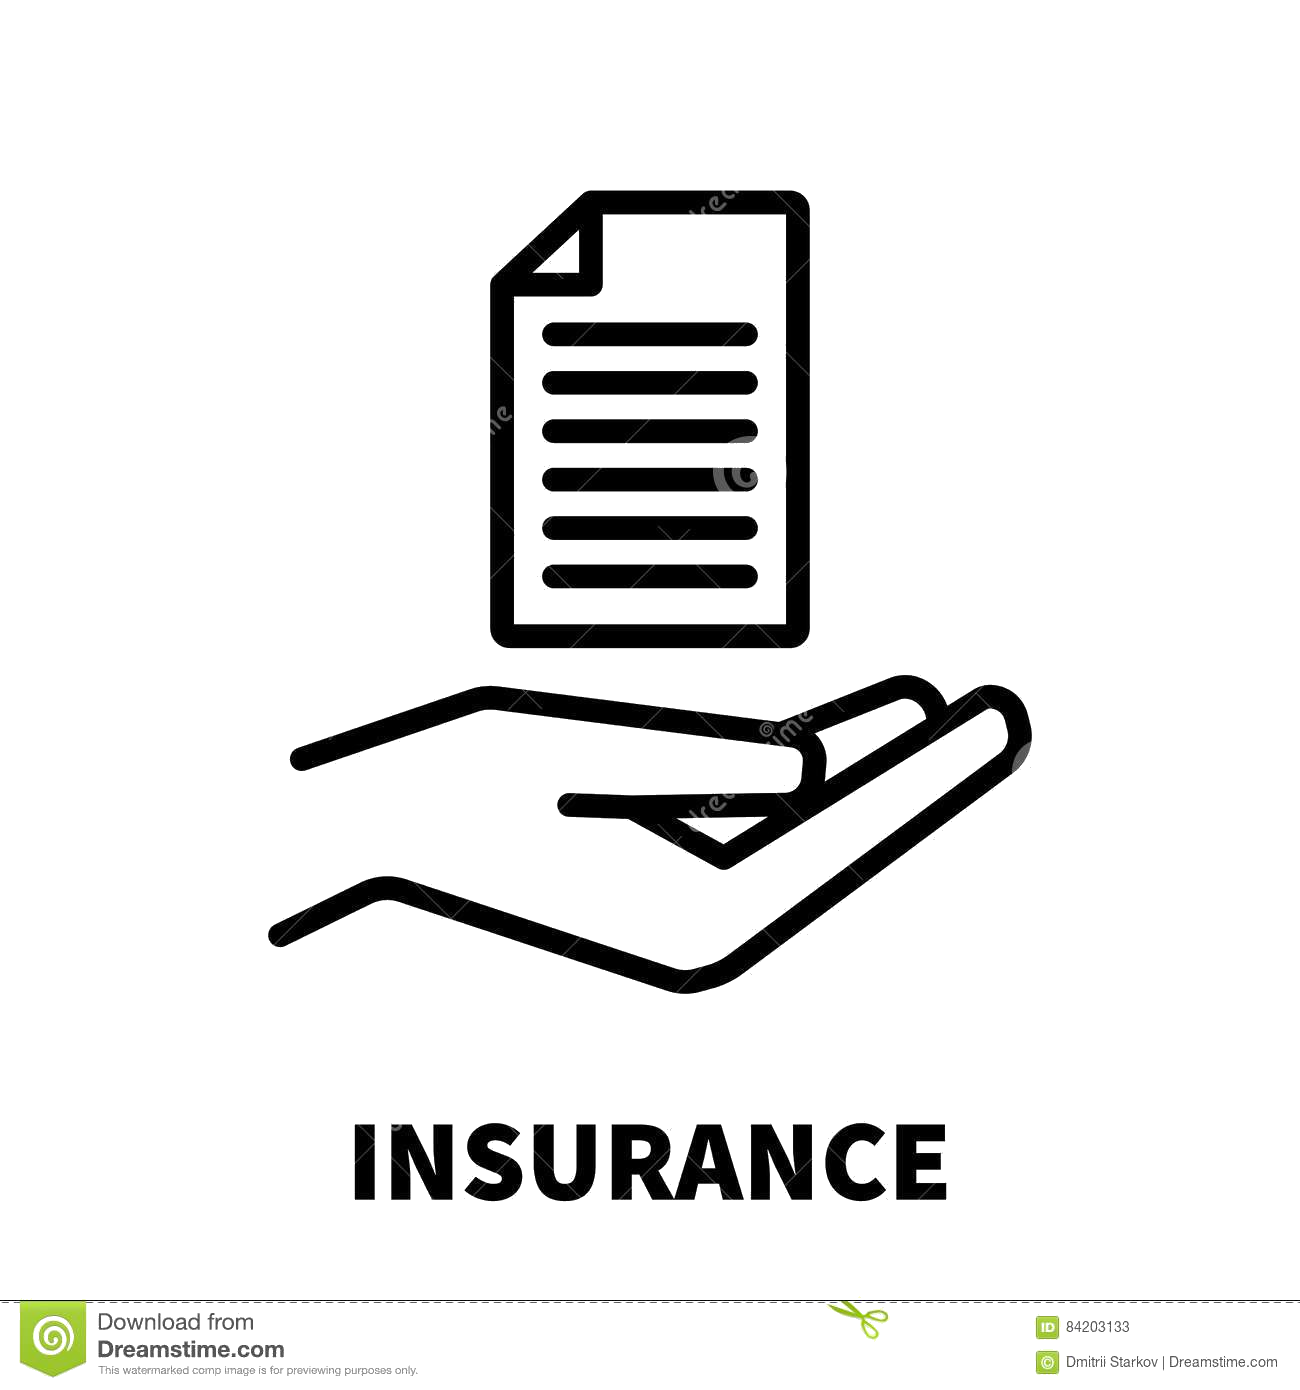 INSURANCE
Download from
Dreamstime.com
This watermarked comp image is for previewing purposes only.
ID 84203133
© Dmitrii Starkov | Dreamstime.com